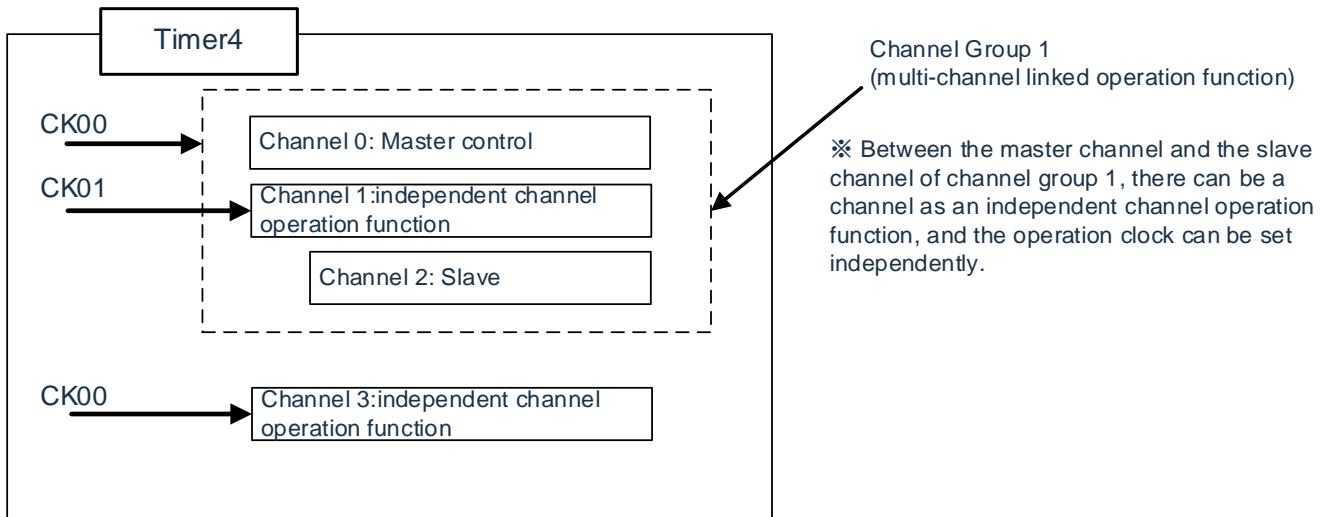 Timer4
Channel Group 1
(multi-channel linked operation function)
CK00
Channel 0: Master control
※ Between the master channel and the slave
channel of channel group 1, there can be a
channel as an independent channel operation
function, and the operation clock can be set
independently.
CK01
Channel 1:independent channel
operation function
Channel 2: Slave
CK00
Channel 3:independent channel
operation function